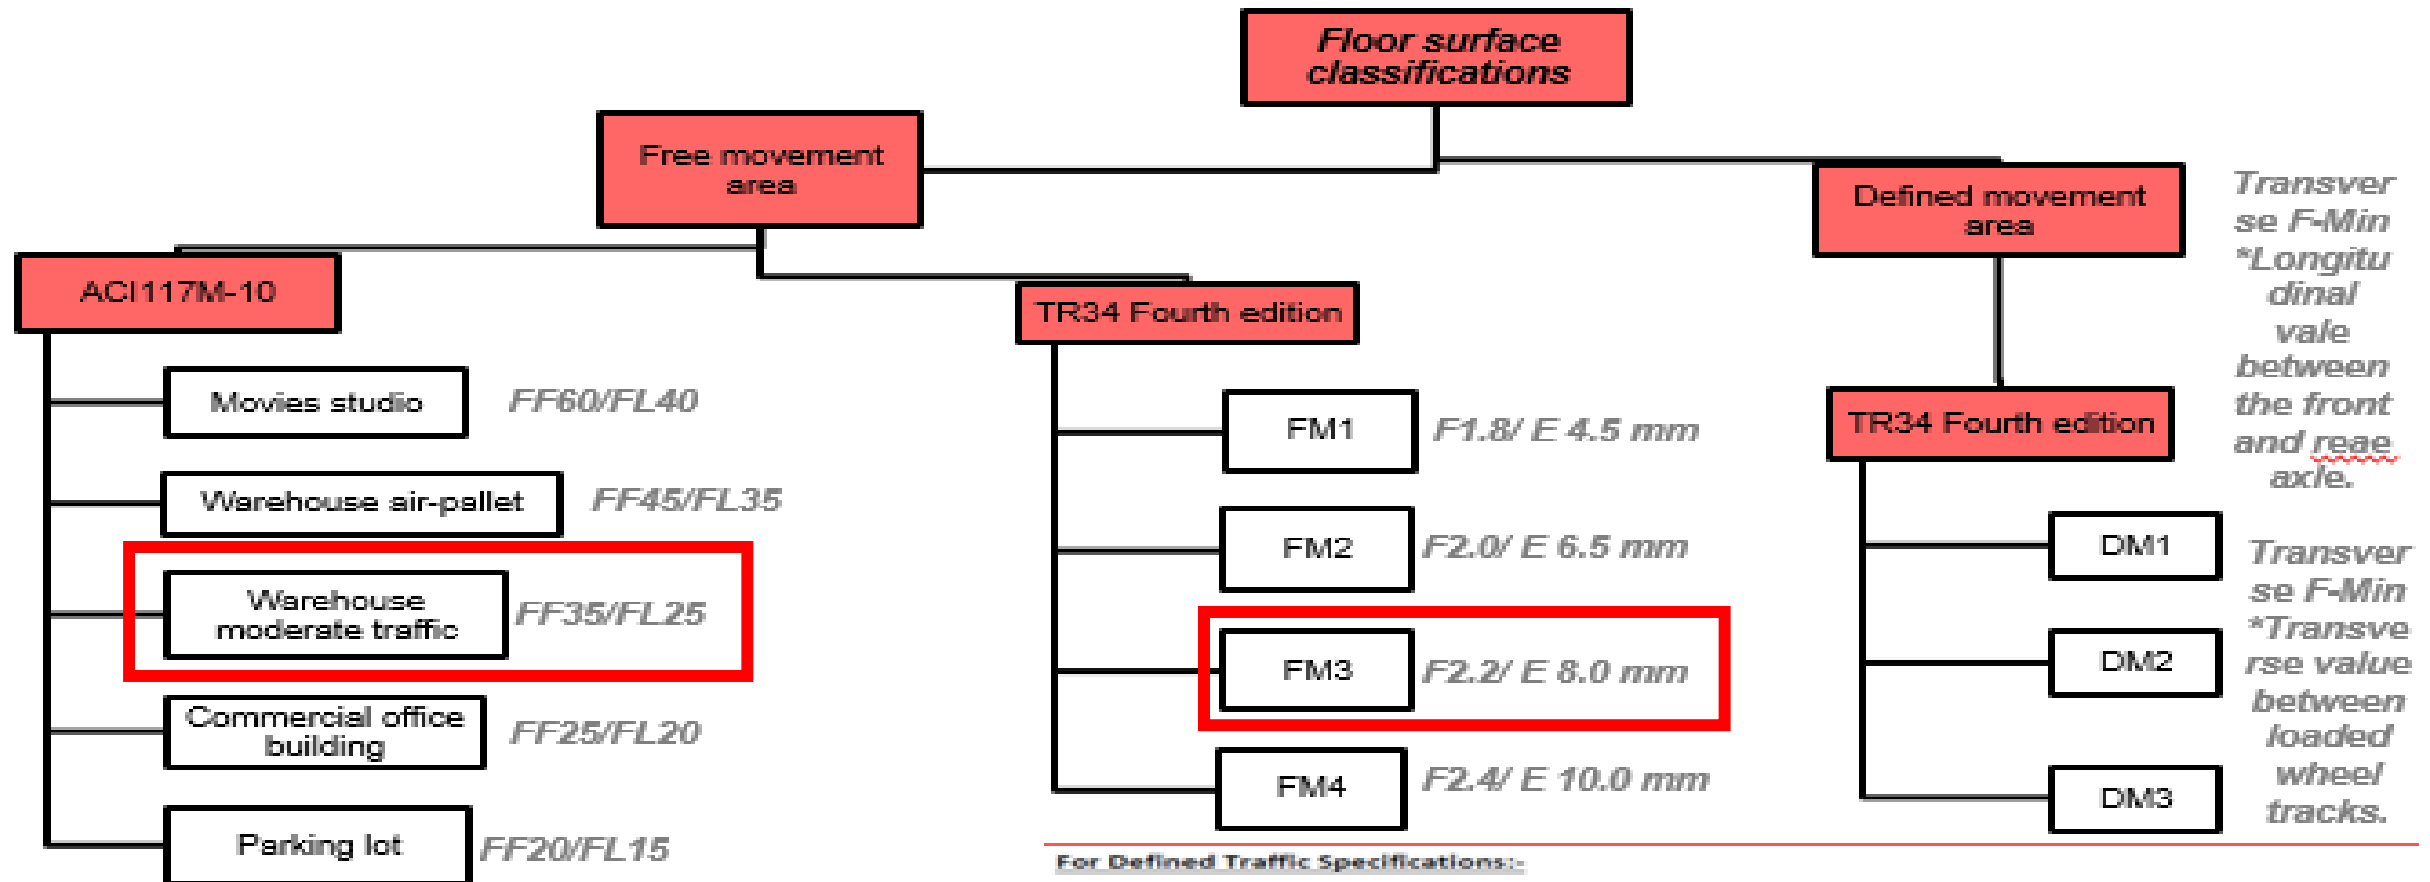 Floor surface
classifications
Free movement
area
Defined movement
area
ACI117M-10
TR34 Fourth edition
TR34 Fourth edition
Movies studio
FF60/FL40
Warehouse air-pallet
FF45/FL35
Warehouse
moderate traffic
FF35/FL25
Commercial office
building
FF25/FL20
Parking lot
FF20/FL15
FM1
F1.8/ E 4.5 mm
FM2
F2.0/ E 6.5 mm
FM3
F2.2/ E 8.0 mm
FM4
F2.4/ E 10.0 mm
DM1
DM2
DM3
Transver
se F-Min
*Longitu
dinal
vale
between
the front
and reae
axle.
Transver
se F-Min
*Transve
rse value
between
loaded
wheel
tracks.
For Defined Traffic Specifications:-